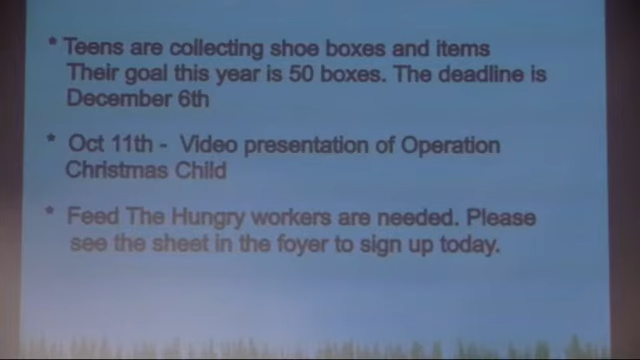 * Teens are collecting shoe boxes and items
Their goal this year is 50 boxes. The deadline is
December 6th
* Oct 11th - Video presentation of Operation
Christmas Child
* Feed The Hungry workers are needed. Please
see the sheet in the foyer to sign up today.